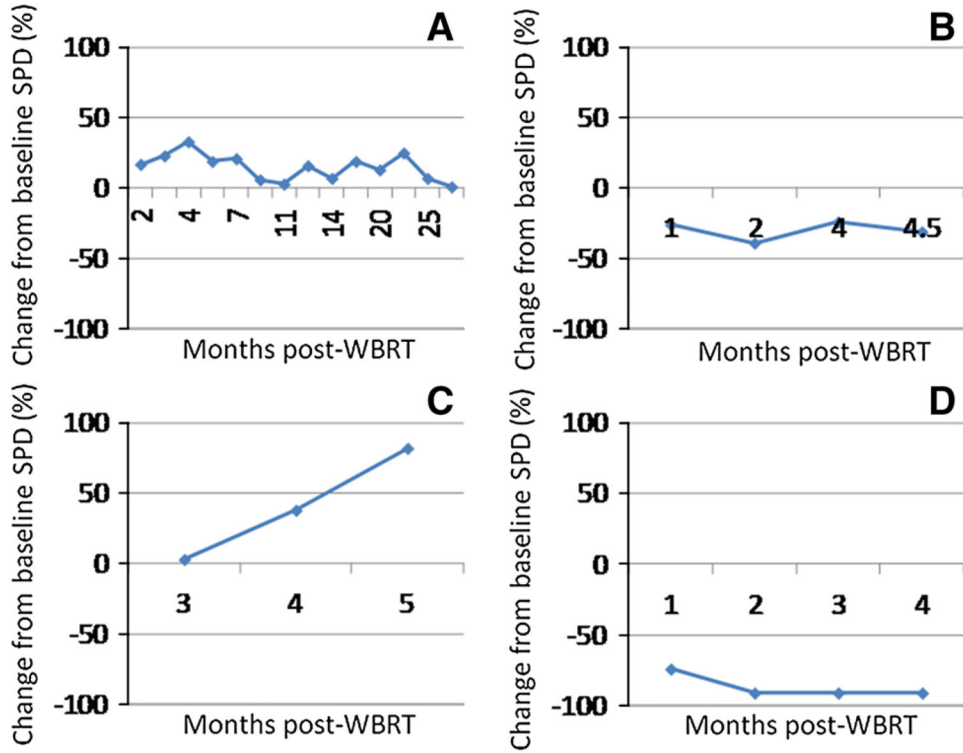 A
Change from baseline SPD (%)
100
50
0
-50
-100
2 4 7 11 14 20 25
Months post-WBRT
B
Change from baseline SPD (%)
100
50
0
-50
-100
1 2 4 4.5
Months post-WBRT
C
Change from baseline SPD (%)
100
50
0
-50
-100
3 4 5
Months post-WBRT
D
Change from baseline SPD (%)
100
50
0
-50
-100
1 2 3 4
Months post-WBRT